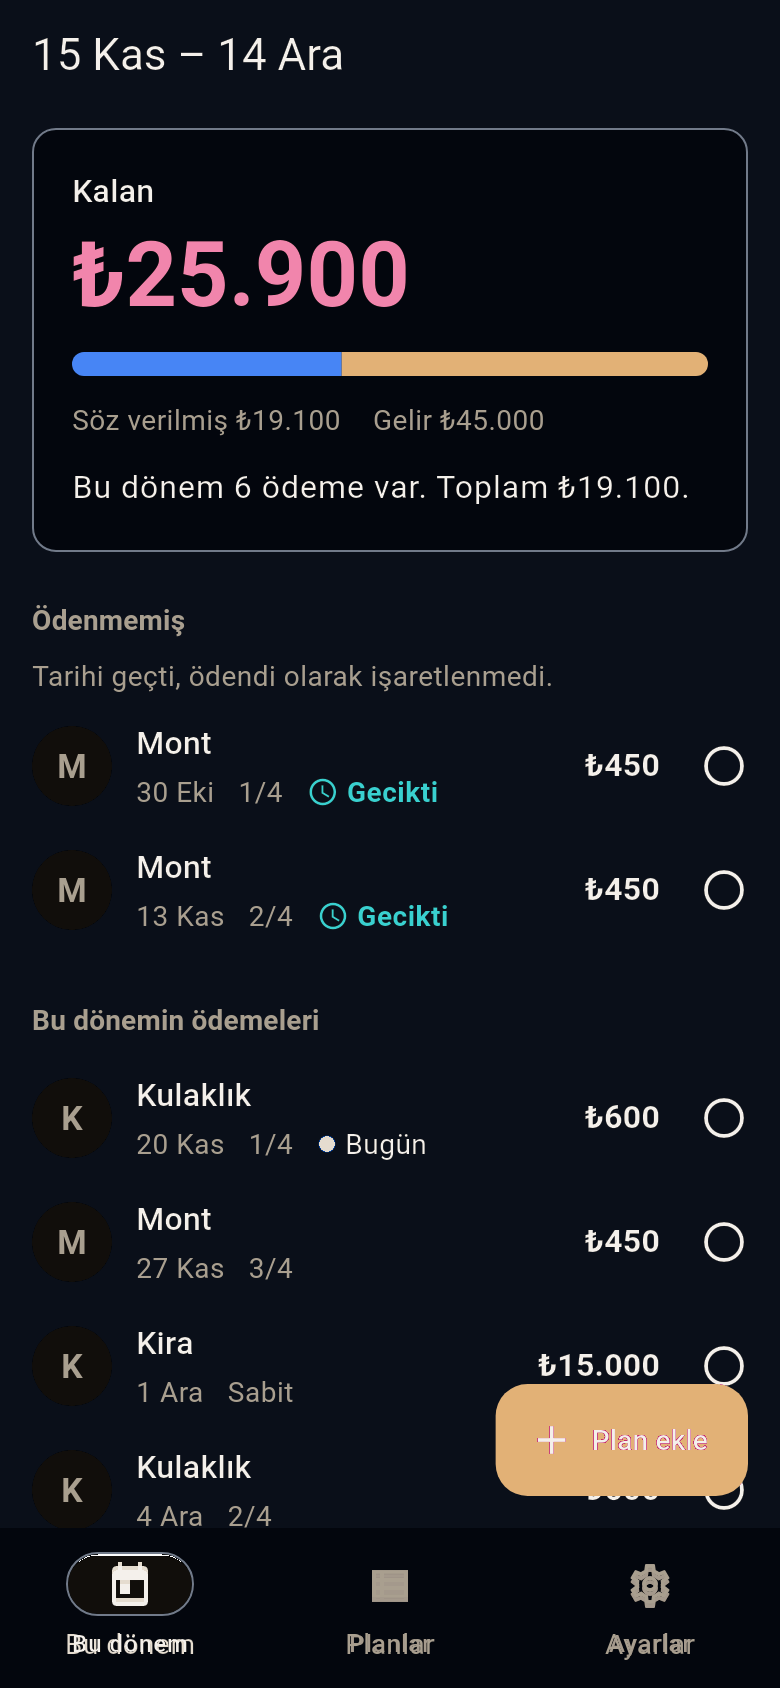 15 Kas – 14 Ara
Kalan
₺25.900
Söz verilmiş ₺19.100 Gelir ₺45.000
Bu dönem 6 ödeme var. Toplam ₺19.100.
Ödenmemiş
Tarihi geçti, ödendi olarak işaretlenmedi.
M
Mont
₺450
30 Eki 1/4 Gecikti
M
Mont
₺450
13 Kas 2/4 Gecikti
Bu dönemin ödemeleri
K
Kulaklık
₺600
20 Kas 1/4 Bugün
M
Mont
₺450
27 Kas 3/4
K
Kira
₺15.000
1 Ara Sabit
Plan ekle
K
Kulaklık
4 Ara 2/4
Bu dönem
Planlar
Ayarlar